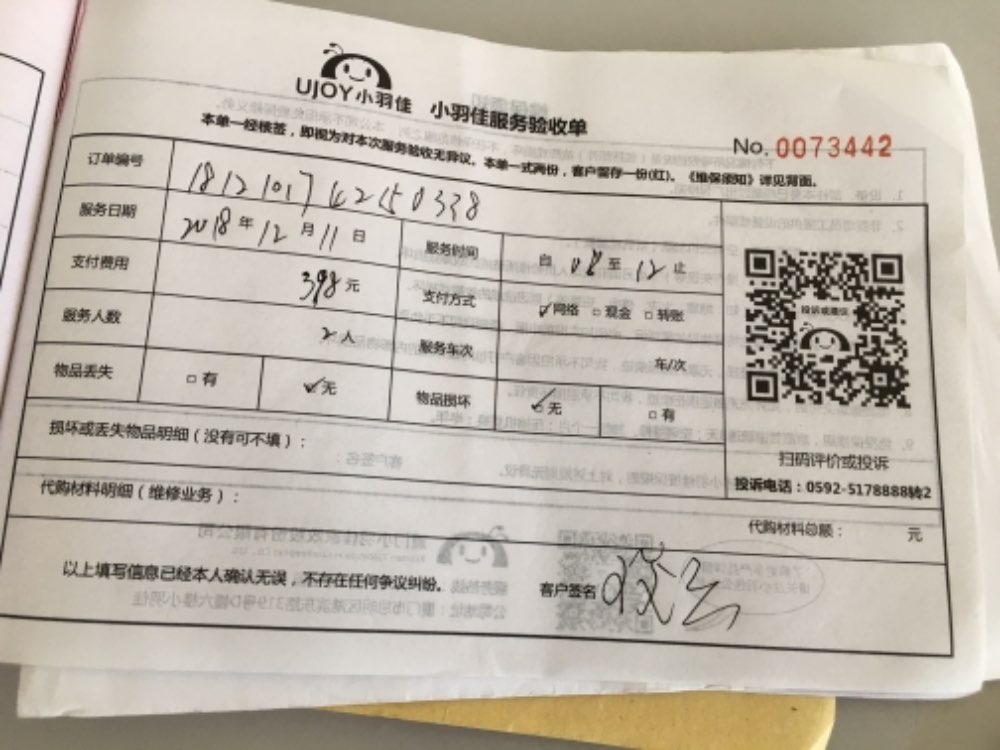 UJOY小羽佳 小羽佳服务验收单
本单一经核签，即视为对本次服务验收无异议。本单一式两份，客户留存一份(红)。《维保须知》详见背面。
No. 0073442
订单编号
服务日期 2018年12月11日 服务时间 自 08 至 12 止
支付费用 398元 支付方式 ☑网络 □现金 □转账
服务人数 2人 服务车次 车/次
物品丢失 □有 ☑无 物品损坏 ☑无 □有
投诉或建议
损坏或丢失物品明细（没有可不填）：
扫码评价或投诉
投诉电话：0592-5178888转2
代购材料明细（维修业务）：
代购材料总额： 元
以上填写信息已经本人确认无误，不存在任何争议纠纷。 客户签名